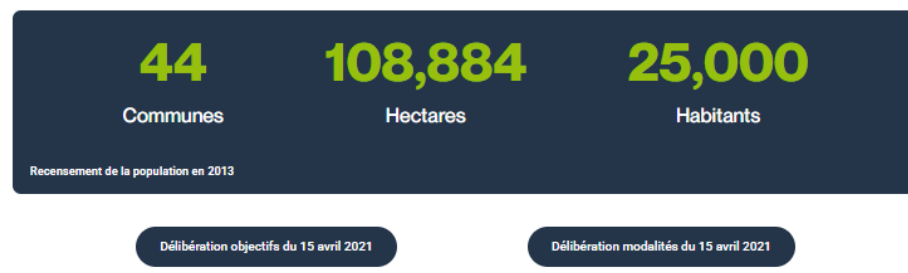 44 108,884 25,000
Communes Hectares Habitants
Recensement de la population en 2013
Délibération objectifs du 15 avril 2021 Délibération modalités du 15 avril 2021